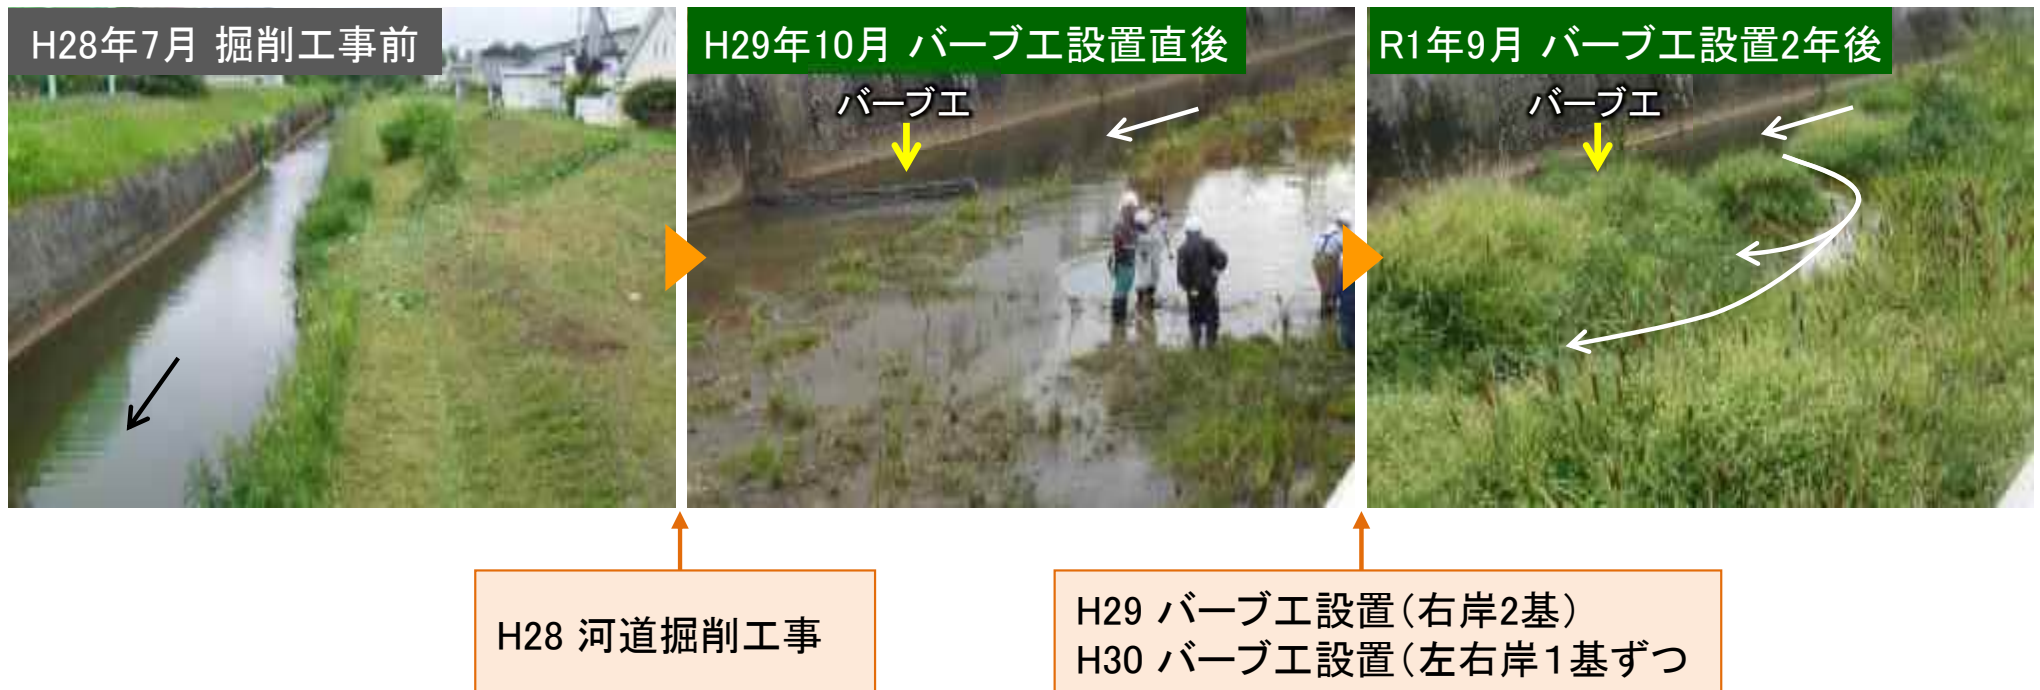 H28年7月 掘削工事前
H29年10月 バーブ工設置直後
R1年9月 バーブ工設置2年後
バーブ工
バーブ工
H28 河道掘削工事
H29 バーブ工設置（右岸2基）
H30 バーブ工設置（左右岸１基ずつ